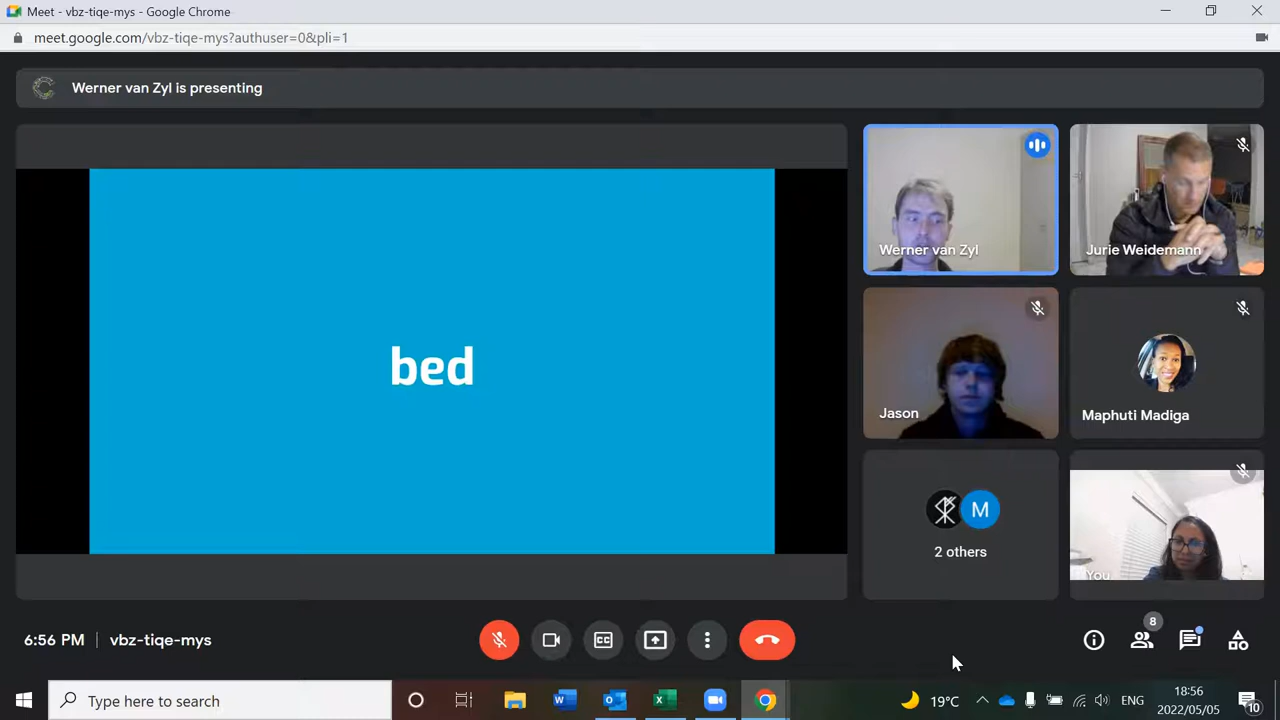 Meet - vbz-tiqe-mys - Google Chrome
meet.google.com/vbz-tiqe-mys?authuser=0&pli=1
Werner van Zyl is presenting
bed
Werner van Zyl
Jurie Weidemann
Jason
Maphuti Madiga
M
2 others
You
6:56 PM | vbz-tiqe-mys
CC
8
Type here to search
19°C
ENG
18:56
2022/05/05
10